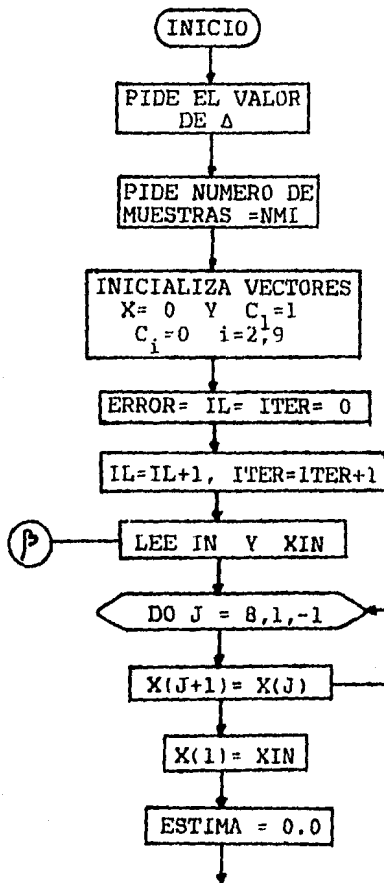 INICIO
PIDE EL VALOR
DE Δ
PIDE NUMERO DE
MUESTRAS =NMI
INICIALIZA VECTORES
X= 0 Y C₁=1
Cᵢ=0 i=2,9
ERROR= IL= ITER= 0
IL=IL+1, ITER=1TER+1
β
LEE IN Y XIN
DO J = 8,1,-1
X(J+1)= X(J)
X(1)= XIN
ESTIMA = 0.0